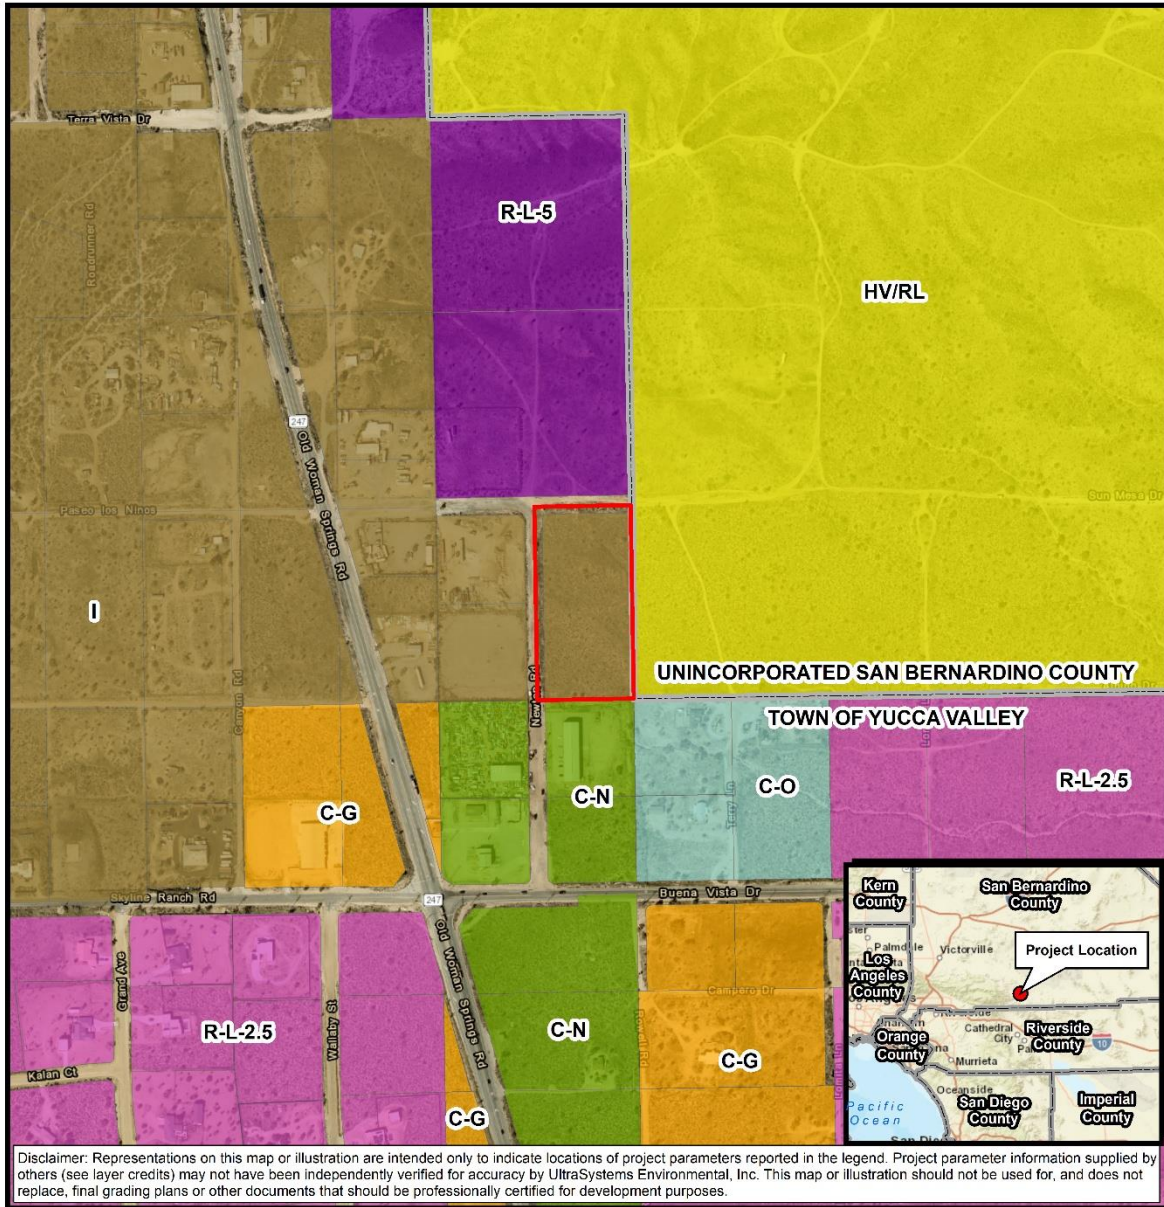 Terra Vista Dr
Roadrunner Rd
R-L-5
HV/RL
247
Old Woman Springs Rd
Paseo los Ninos
Sun Mesa Dr
I
Canyon Rd
Newton Rd
UNINCORPORATED SAN BERNARDINO COUNTY
TOWN OF YUCCA VALLEY
C-G
C-N
C-O
Terry Ln
R-L-2.5
Skyline Ranch Rd
247
Buena Vista Dr
Grand Ave
Wallaby St
Old Woman Springs Rd
Campero Dr
R-L-2.5
C-N
Rowell Rd
C-G
Kalan Ct
C-G
Kern
County
San Bernardino
County
Palmdale
Victorville
Project Location
Los
Angeles
County
Orange
County
Cathedral
City
Riverside
County
10
Murrieta
Oceanside
Pacific
Ocean
San Diego
County
Imperial
County
Disclaimer: Representations on this map or illustration are intended only to indicate locations of project parameters reported in the legend. Project parameter information supplied by
others (see layer credits) may not have been independently verified for accuracy by UltraSystems Environmental, Inc. This map or illustration should not be used for, and does not
replace, final grading plans or other documents that should be professionally certified for development purposes.